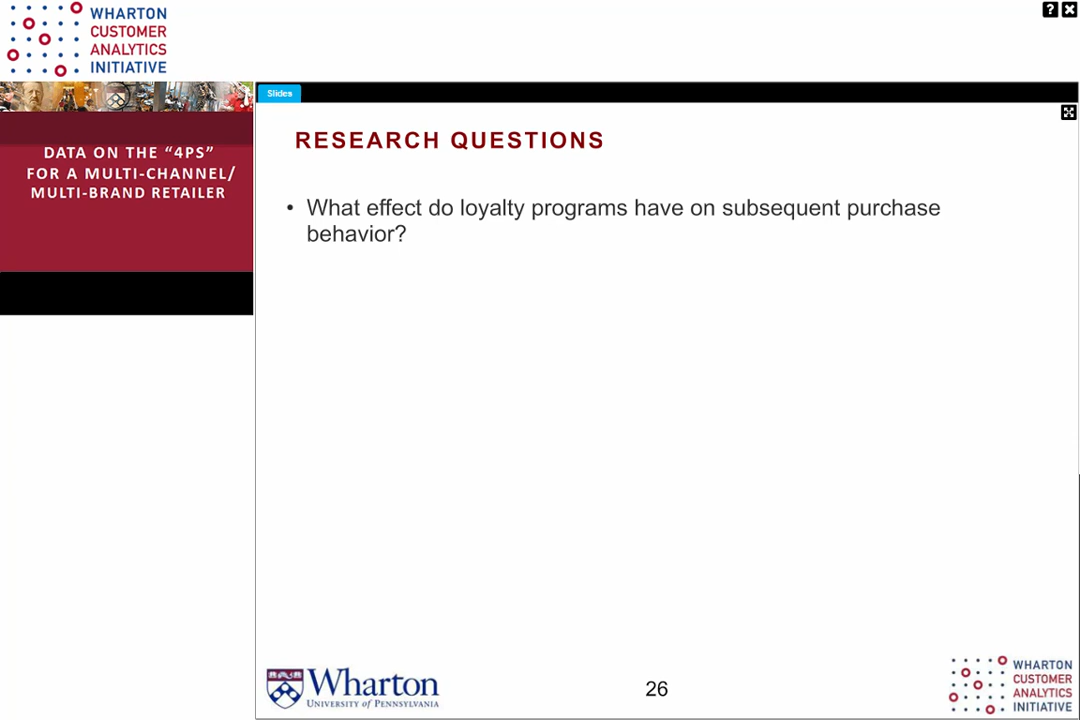 WHARTON
CUSTOMER
ANALYTICS
INITIATIVE
? ×
Slides
DATA ON THE “4PS”
FOR A MULTI-CHANNEL/
MULTI-BRAND RETAILER
RESEARCH QUESTIONS
• What effect do loyalty programs have on subsequent purchase
behavior?
Wharton
UNIVERSITY of PENNSYLVANIA
26
WHARTON
CUSTOMER
ANALYTICS
INITIATIVE